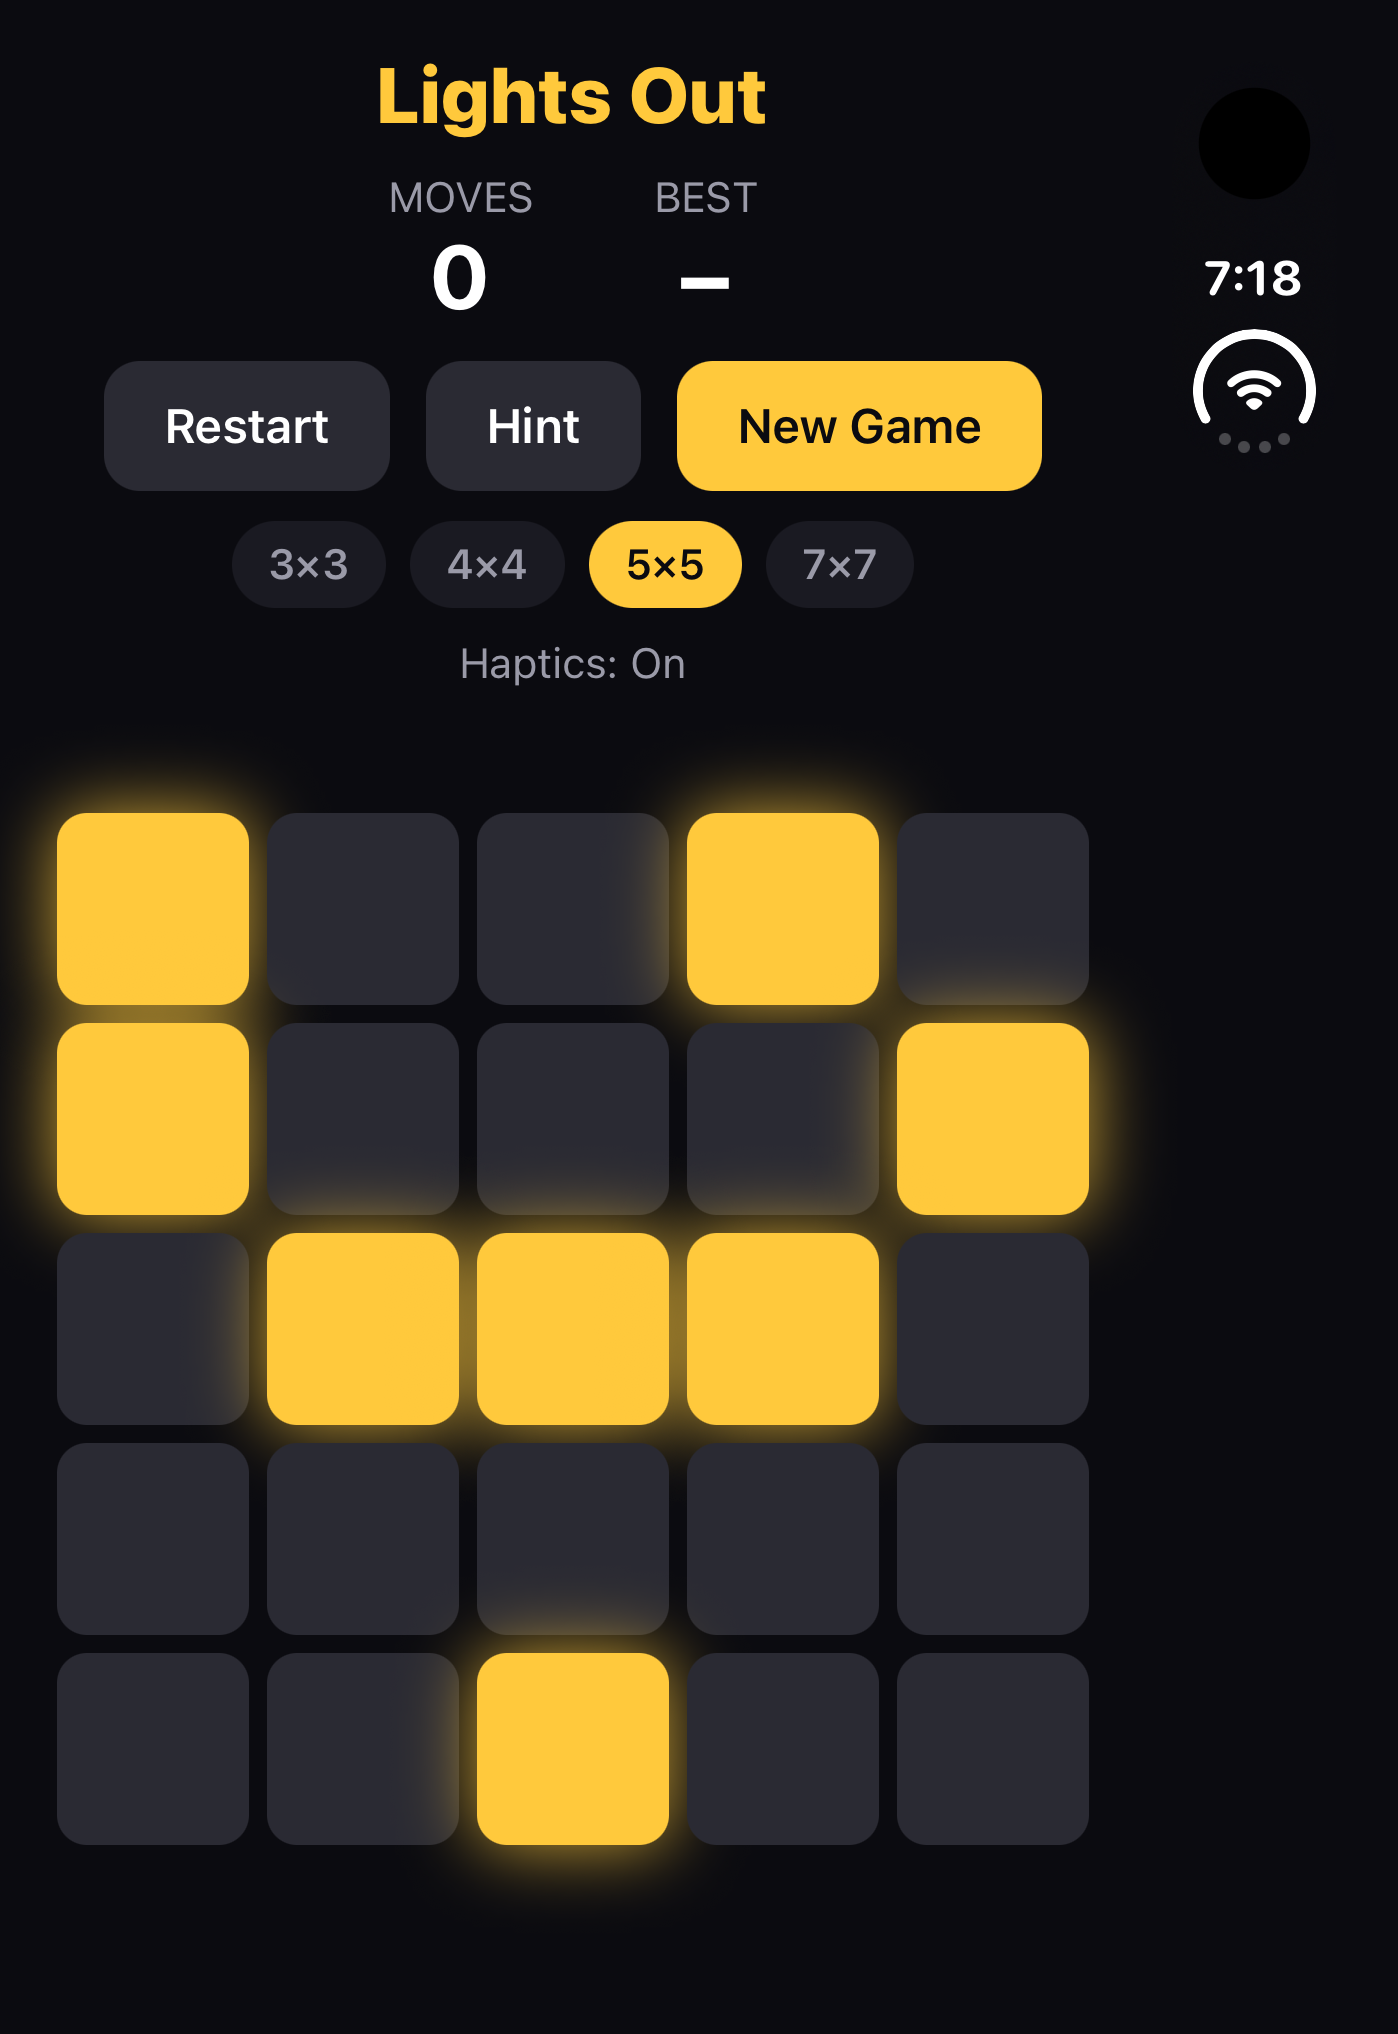 Lights Out
MOVES BEST
0 –
7:18
Restart Hint New Game
3×3 4×4 5×5 7×7
Haptics: On